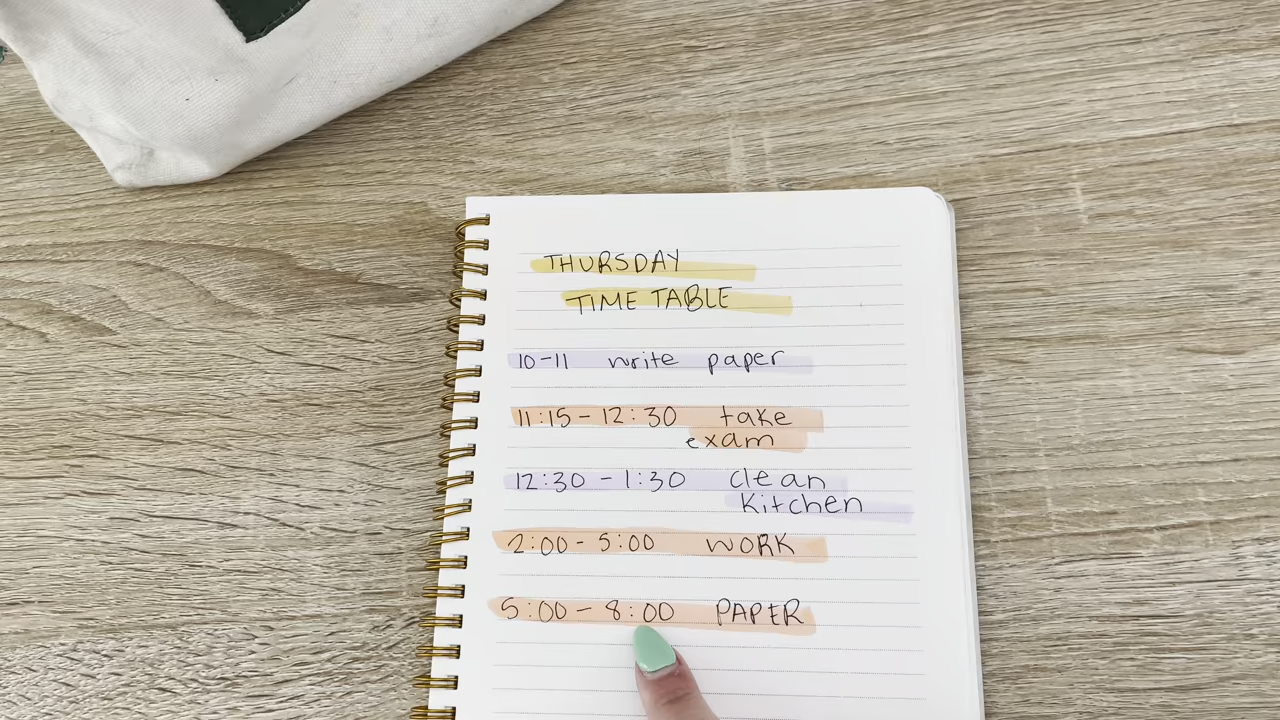 THURSDAY
TIME TABLE
10-11 write paper
11:15-12:30 take
exam
12:30-1:30 clean
kitchen
2:00-5:00 WORK
5:00-8:00 PAPER